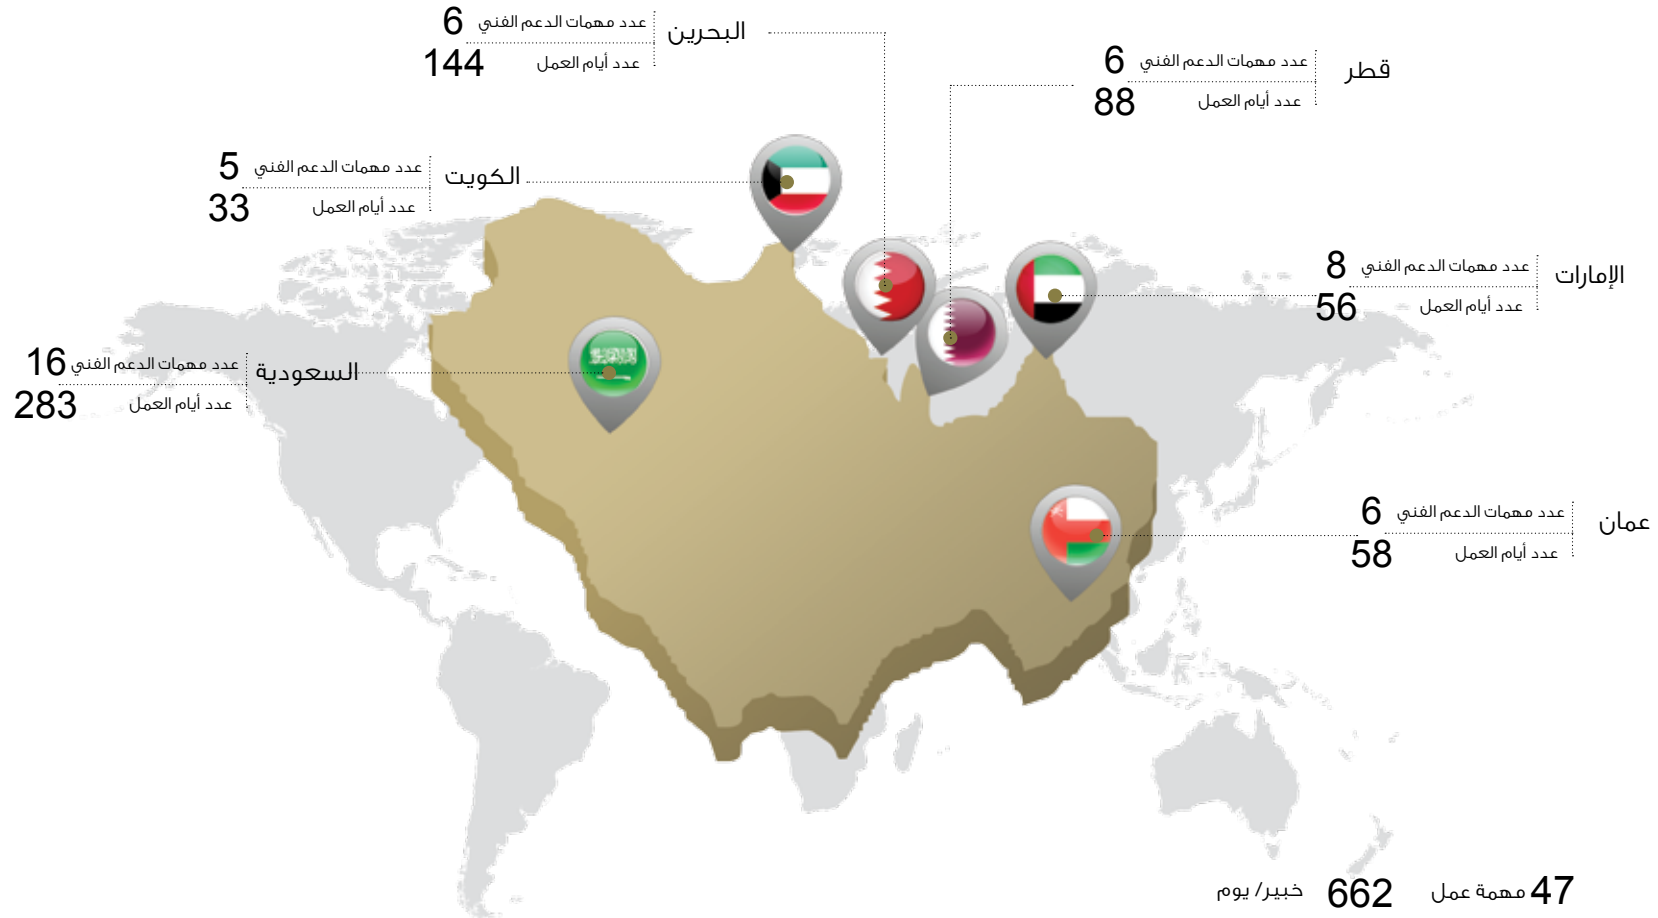 البحرين
عدد مهمات الدعم الفني 6
عدد أيام العمل 144
قطر
عدد مهمات الدعم الفني 6
عدد أيام العمل 88
الكويت
عدد مهمات الدعم الفني 5
عدد أيام العمل 33
الإمارات
عدد مهمات الدعم الفني 8
عدد أيام العمل 56
السعودية
عدد مهمات الدعم الفني 16
عدد أيام العمل 283
عمان
عدد مهمات الدعم الفني 6
عدد أيام العمل 58
47 مهمة عمل 662 خبير/ يوم